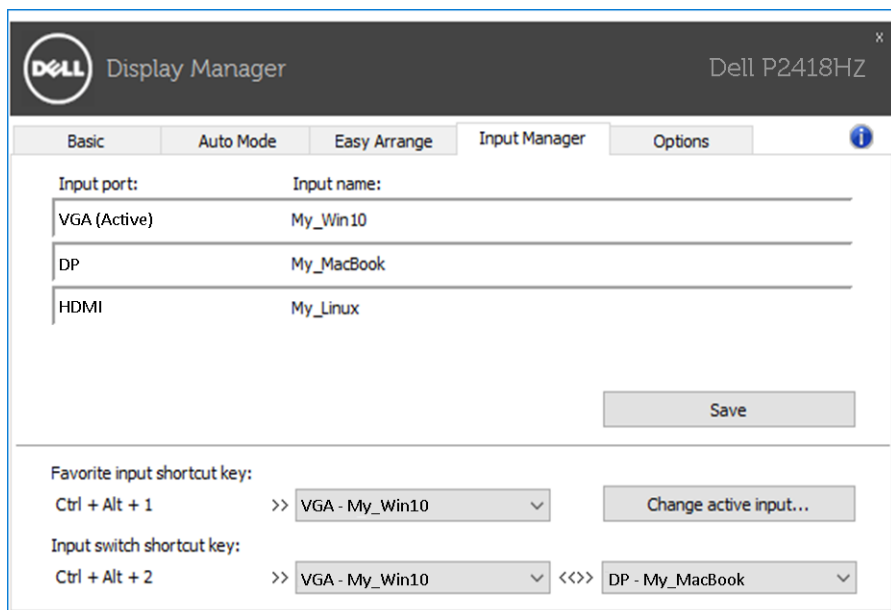 DELL Display Manager Dell P2418HZ x
Basic Auto Mode Easy Arrange Input Manager Options i
Input port: Input name:
VGA (Active) My_Win10
DP My_MacBook
HDMI My_Linux
Save
Favorite input shortcut key:
Ctrl + Alt + 1 >> VGA - My_Win10 Change active input...
Input switch shortcut key:
Ctrl + Alt + 2 >> VGA - My_Win10 <<>> DP - My_MacBook